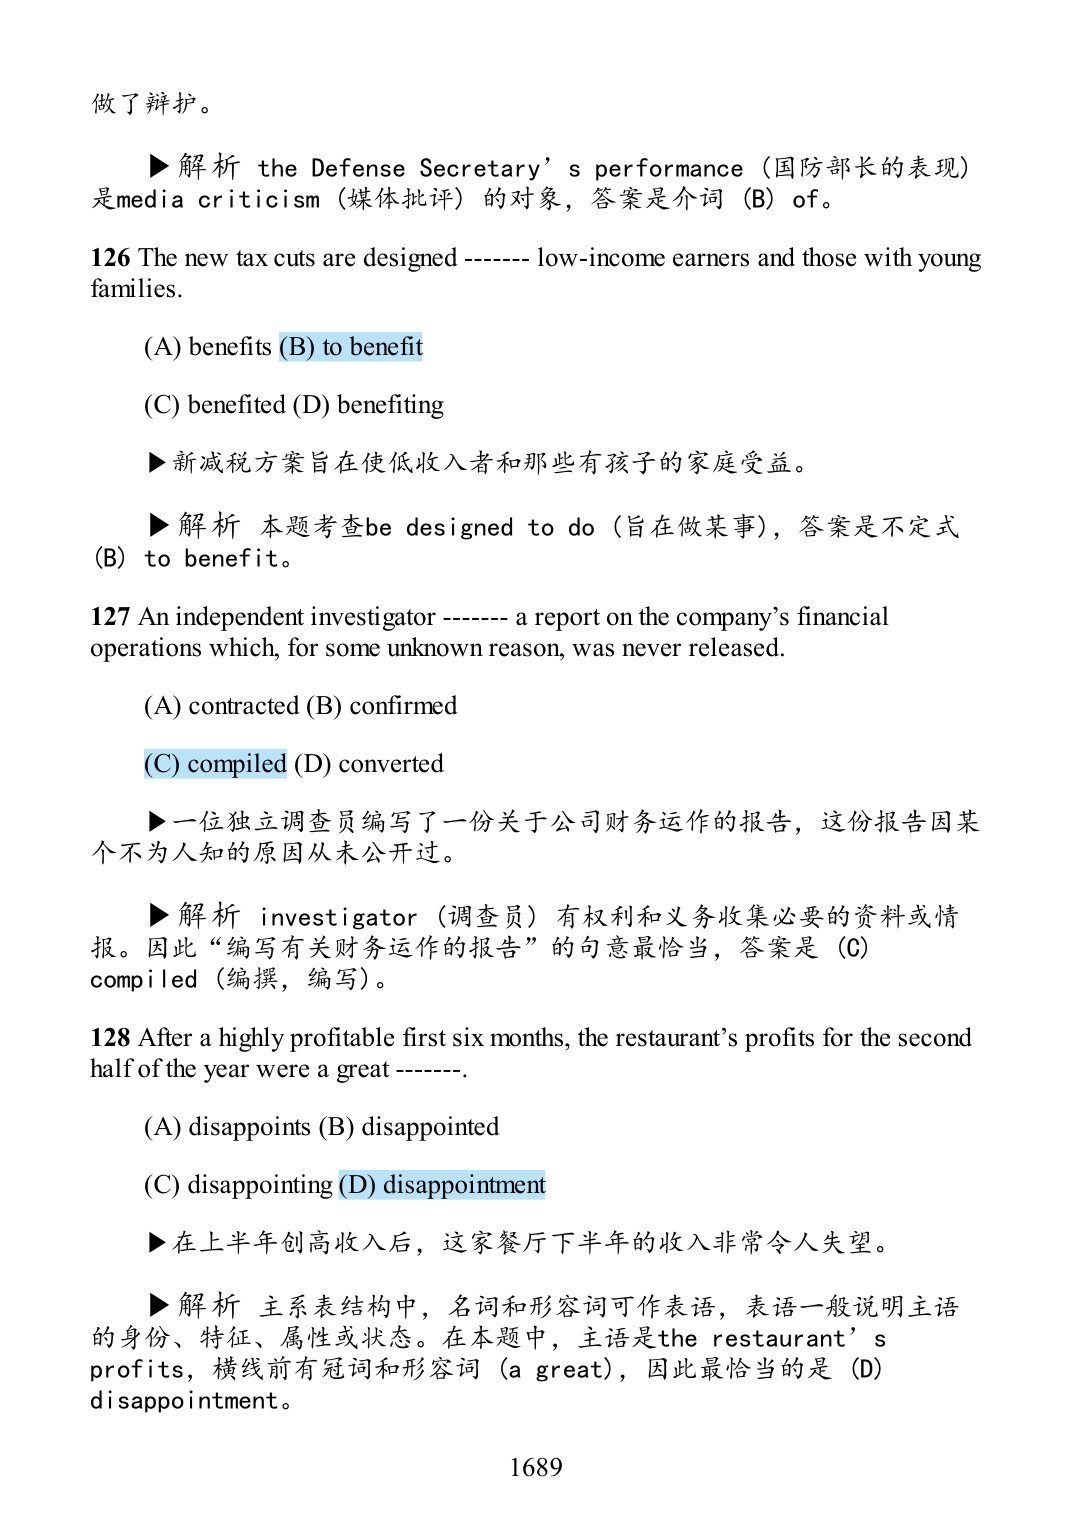 做了辩护。
▶解析 the Defense Secretary’s performance（国防部长的表现）
是media criticism（媒体批评）的对象，答案是介词（B）of。
126 The new tax cuts are designed ------- low-income earners and those with young
families.
(A) benefits (B) to benefit
(C) benefited (D) benefiting
▶新减税方案旨在使低收入者和那些有孩子的家庭受益。
▶解析 本题考查be designed to do（旨在做某事），答案是不定式
（B）to benefit。
127 An independent investigator ------- a report on the company’s financial
operations which, for some unknown reason, was never released.
(A) contracted (B) confirmed
(C) compiled (D) converted
▶一位独立调查员编写了一份关于公司财务运作的报告，这份报告因某
个不为人知的原因从未公开过。
▶解析 investigator（调查员）有权利和义务收集必要的资料或情
报。因此“编写有关财务运作的报告”的句意最恰当，答案是（C）
compiled（编撰，编写）。
128 After a highly profitable first six months, the restaurant’s profits for the second
half of the year were a great -------.
(A) disappoints (B) disappointed
(C) disappointing (D) disappointment
▶在上半年创高收入后，这家餐厅下半年的收入非常令人失望。
▶解析 主系表结构中，名词和形容词可作表语，表语一般说明主语
的身份、特征、属性或状态。在本题中，主语是the restaurant’s
profits，横线前有冠词和形容词（a great），因此最恰当的是（D）
disappointment。
1689